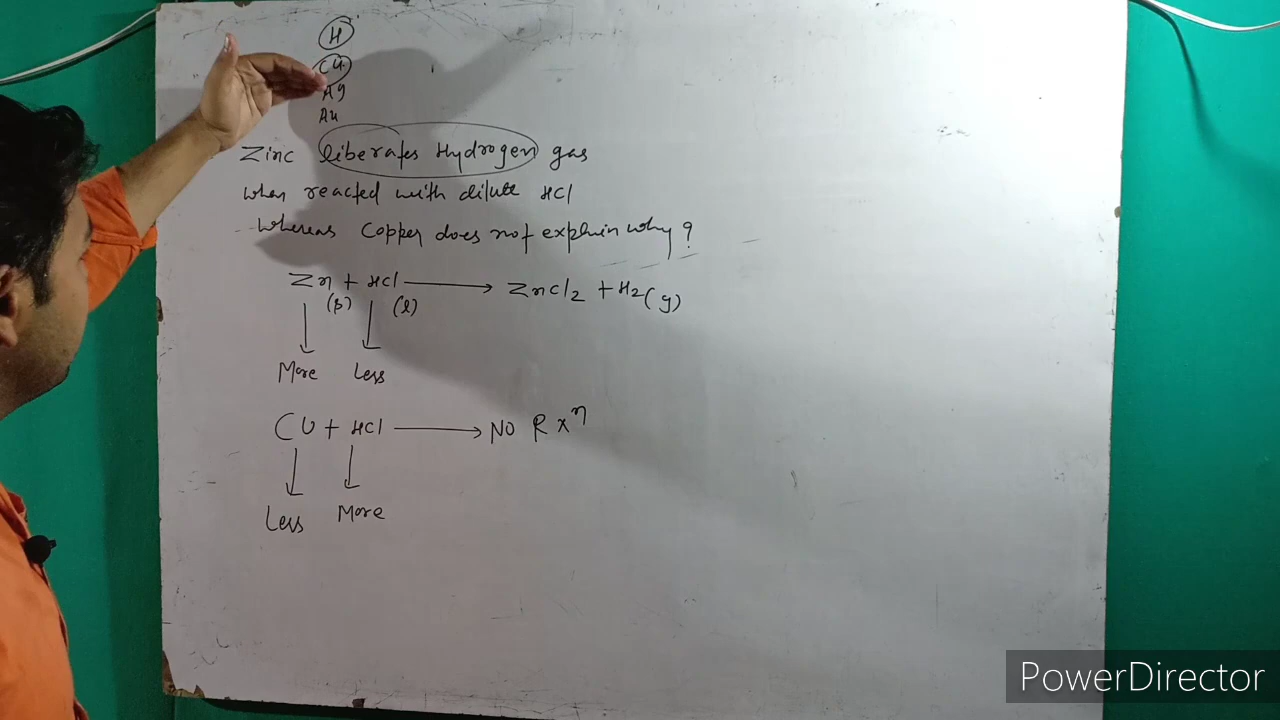 H
Cu
Ag
Au
Zinc liberates Hydrogen gas
when reacted with dilute HCl
Whereas Copper does not explain why?
Zn + HCl → ZnCl2 + H2(g)
(s) (l)
More Less
CU + HCl → NO Rxn
Less More
PowerDirector